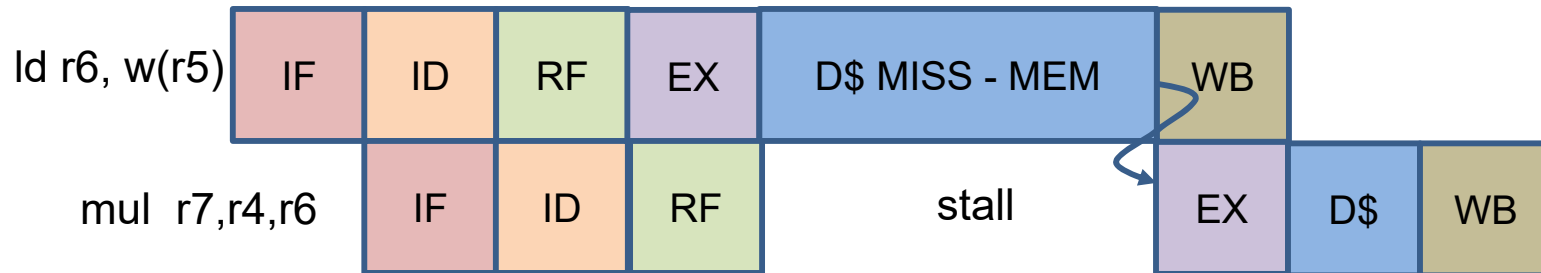 ld r6, w(r5) IF ID RF EX D$ MISS - MEM WB
mul r7,r4,r6 IF ID RF stall EX D$ WB